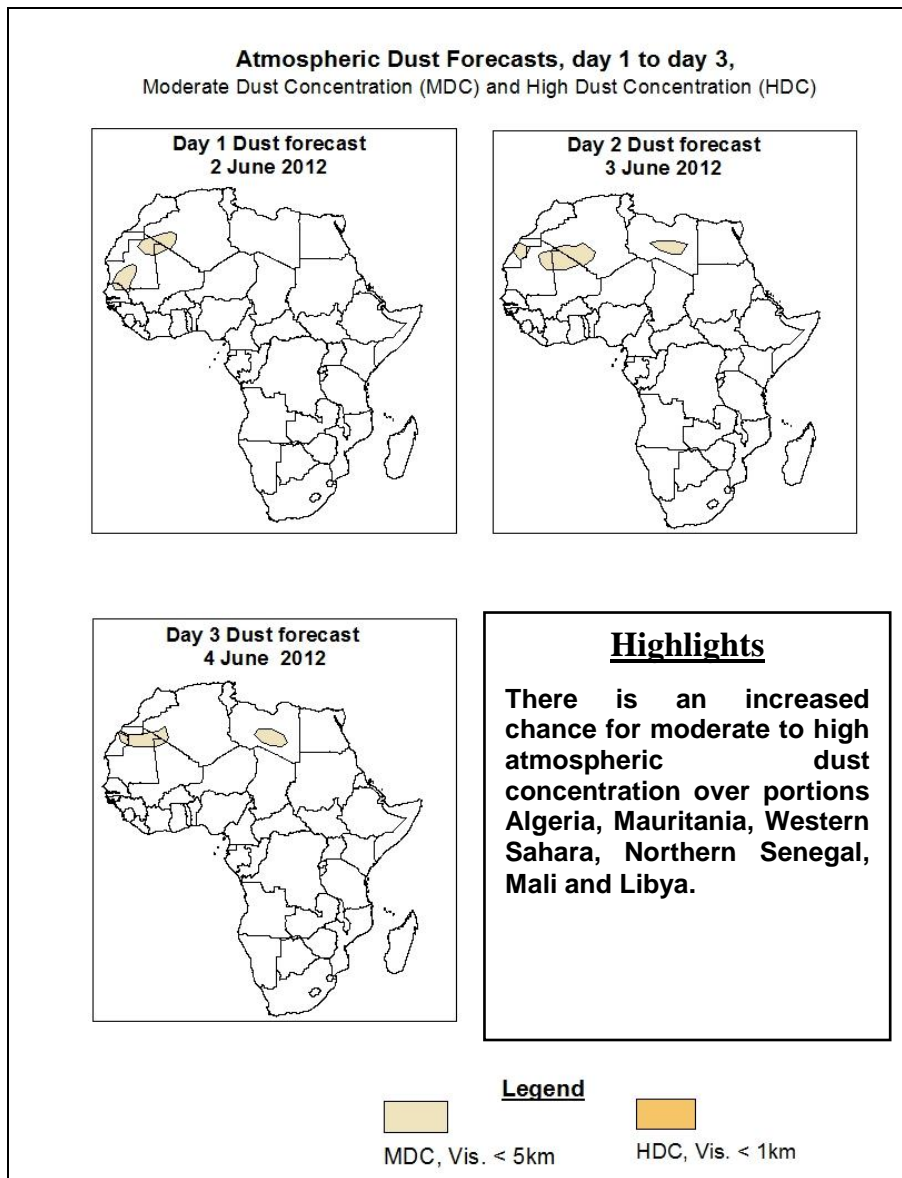 Atmospheric Dust Forecasts, day 1 to day 3,
Moderate Dust Concentration (MDC) and High Dust Concentration (HDC)
Day 1 Dust forecast
2 June 2012
Day 2 Dust forecast
3 June 2012
Day 3 Dust forecast
4 June 2012
Highlights
There is an increased
chance for moderate to high
atmospheric dust
concentration over portions
Algeria, Mauritania, Western
Sahara, Northern Senegal,
Mali and Libya.
Legend
MDC, Vis. < 5km
HDC, Vis. < 1km